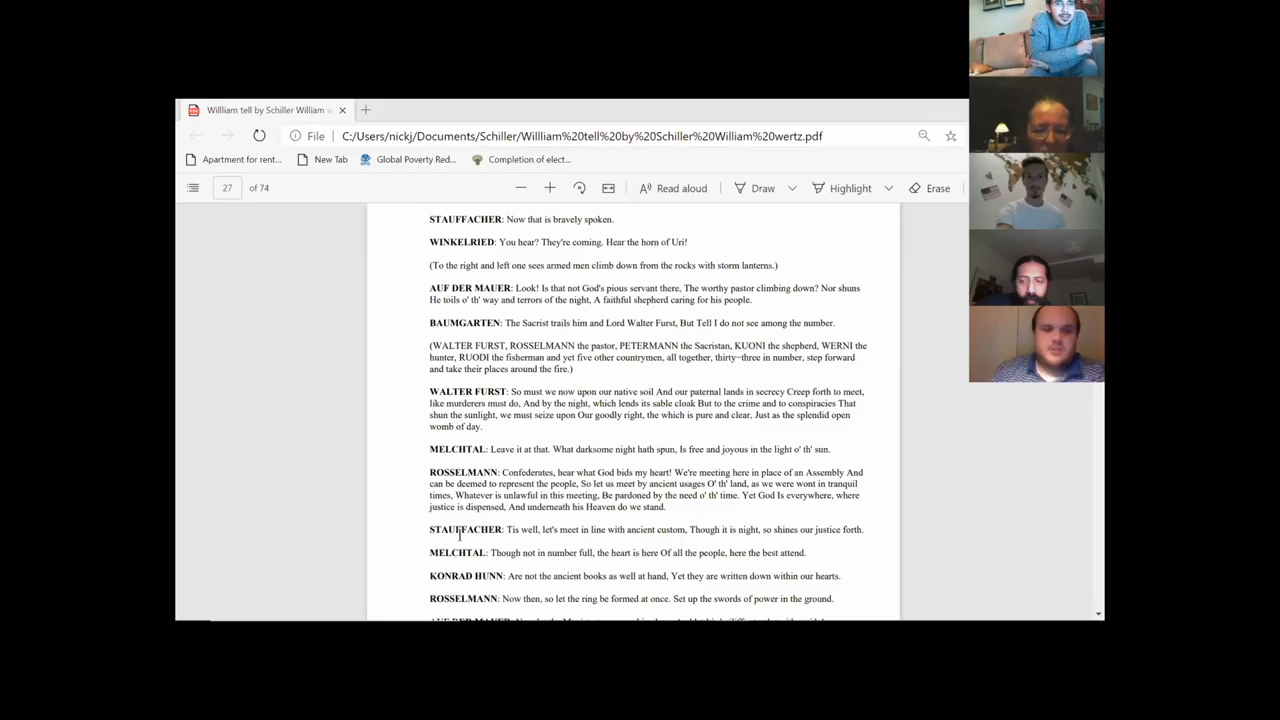 Willliam tell by Schiller William w
File
C:/Users/nickj/Documents/Schiller/Willliam%20tell%20by%20Schiller%20William%20wertz.pdf
Apartment for rent...
New Tab
Global Poverty Red...
Completion of elect...
27
of 74
Read aloud
Draw
Highlight
Erase
STAUFFACHER: Now that is bravely spoken.
WINKELRIED: You hear? They're coming. Hear the horn of Uri!
(To the right and left one sees armed men climb down from the rocks with storm lanterns.)
AUF DER MAUER: Look! Is that not God's pious servant there, The worthy pastor climbing down? Nor shuns
He toils o' th' way and terrors of the night, A faithful shepherd caring for his people.
BAUMGARTEN: The Sacrist trails him and Lord Walter Furst, But Tell I do not see among the number.
(WALTER FURST, ROSSELMANN the pastor, PETERMANN the Sacristan, KUONI the shepherd, WERNI the
hunter, RUODI the fisherman and yet five other countrymen, all together, thirty-three in number, step forward
and take their places around the fire.)
WALTER FURST: So must we now upon our native soil And our paternal lands in secrecy Creep forth to meet,
like murderers must do, And by the night, which lends its sable cloak But to the crime and to conspiracies That
shun the sunlight, we must seize upon Our goodly right, the which is pure and clear, Just as the splendid open
womb of day.
MELCHTAL: Leave it at that. What darksome night hath spun, Is free and joyous in the light o' th' sun.
ROSSELMANN: Confederates, hear what God bids my heart! We're meeting here in place of an Assembly And
can be deemed to represent the people, So let us meet by ancient usages O' th' land, as we were wont in tranquil
times, Whatever is unlawful in this meeting, Be pardoned by the need o' th' time. Yet God Is everywhere, where
justice is dispensed, And underneath his Heaven do we stand.
STAUFFACHER: Tis well, let's meet in line with ancient custom, Though it is night, so shines our justice forth.
MELCHTAL: Though not in number full, the heart is here Of all the people, here the best attend.
KONRAD HUNN: Are not the ancient books as well at hand, Yet they are written down within our hearts.
ROSSELMANN: Now then, so let the ring be formed at once. Set up the swords of power in the ground.